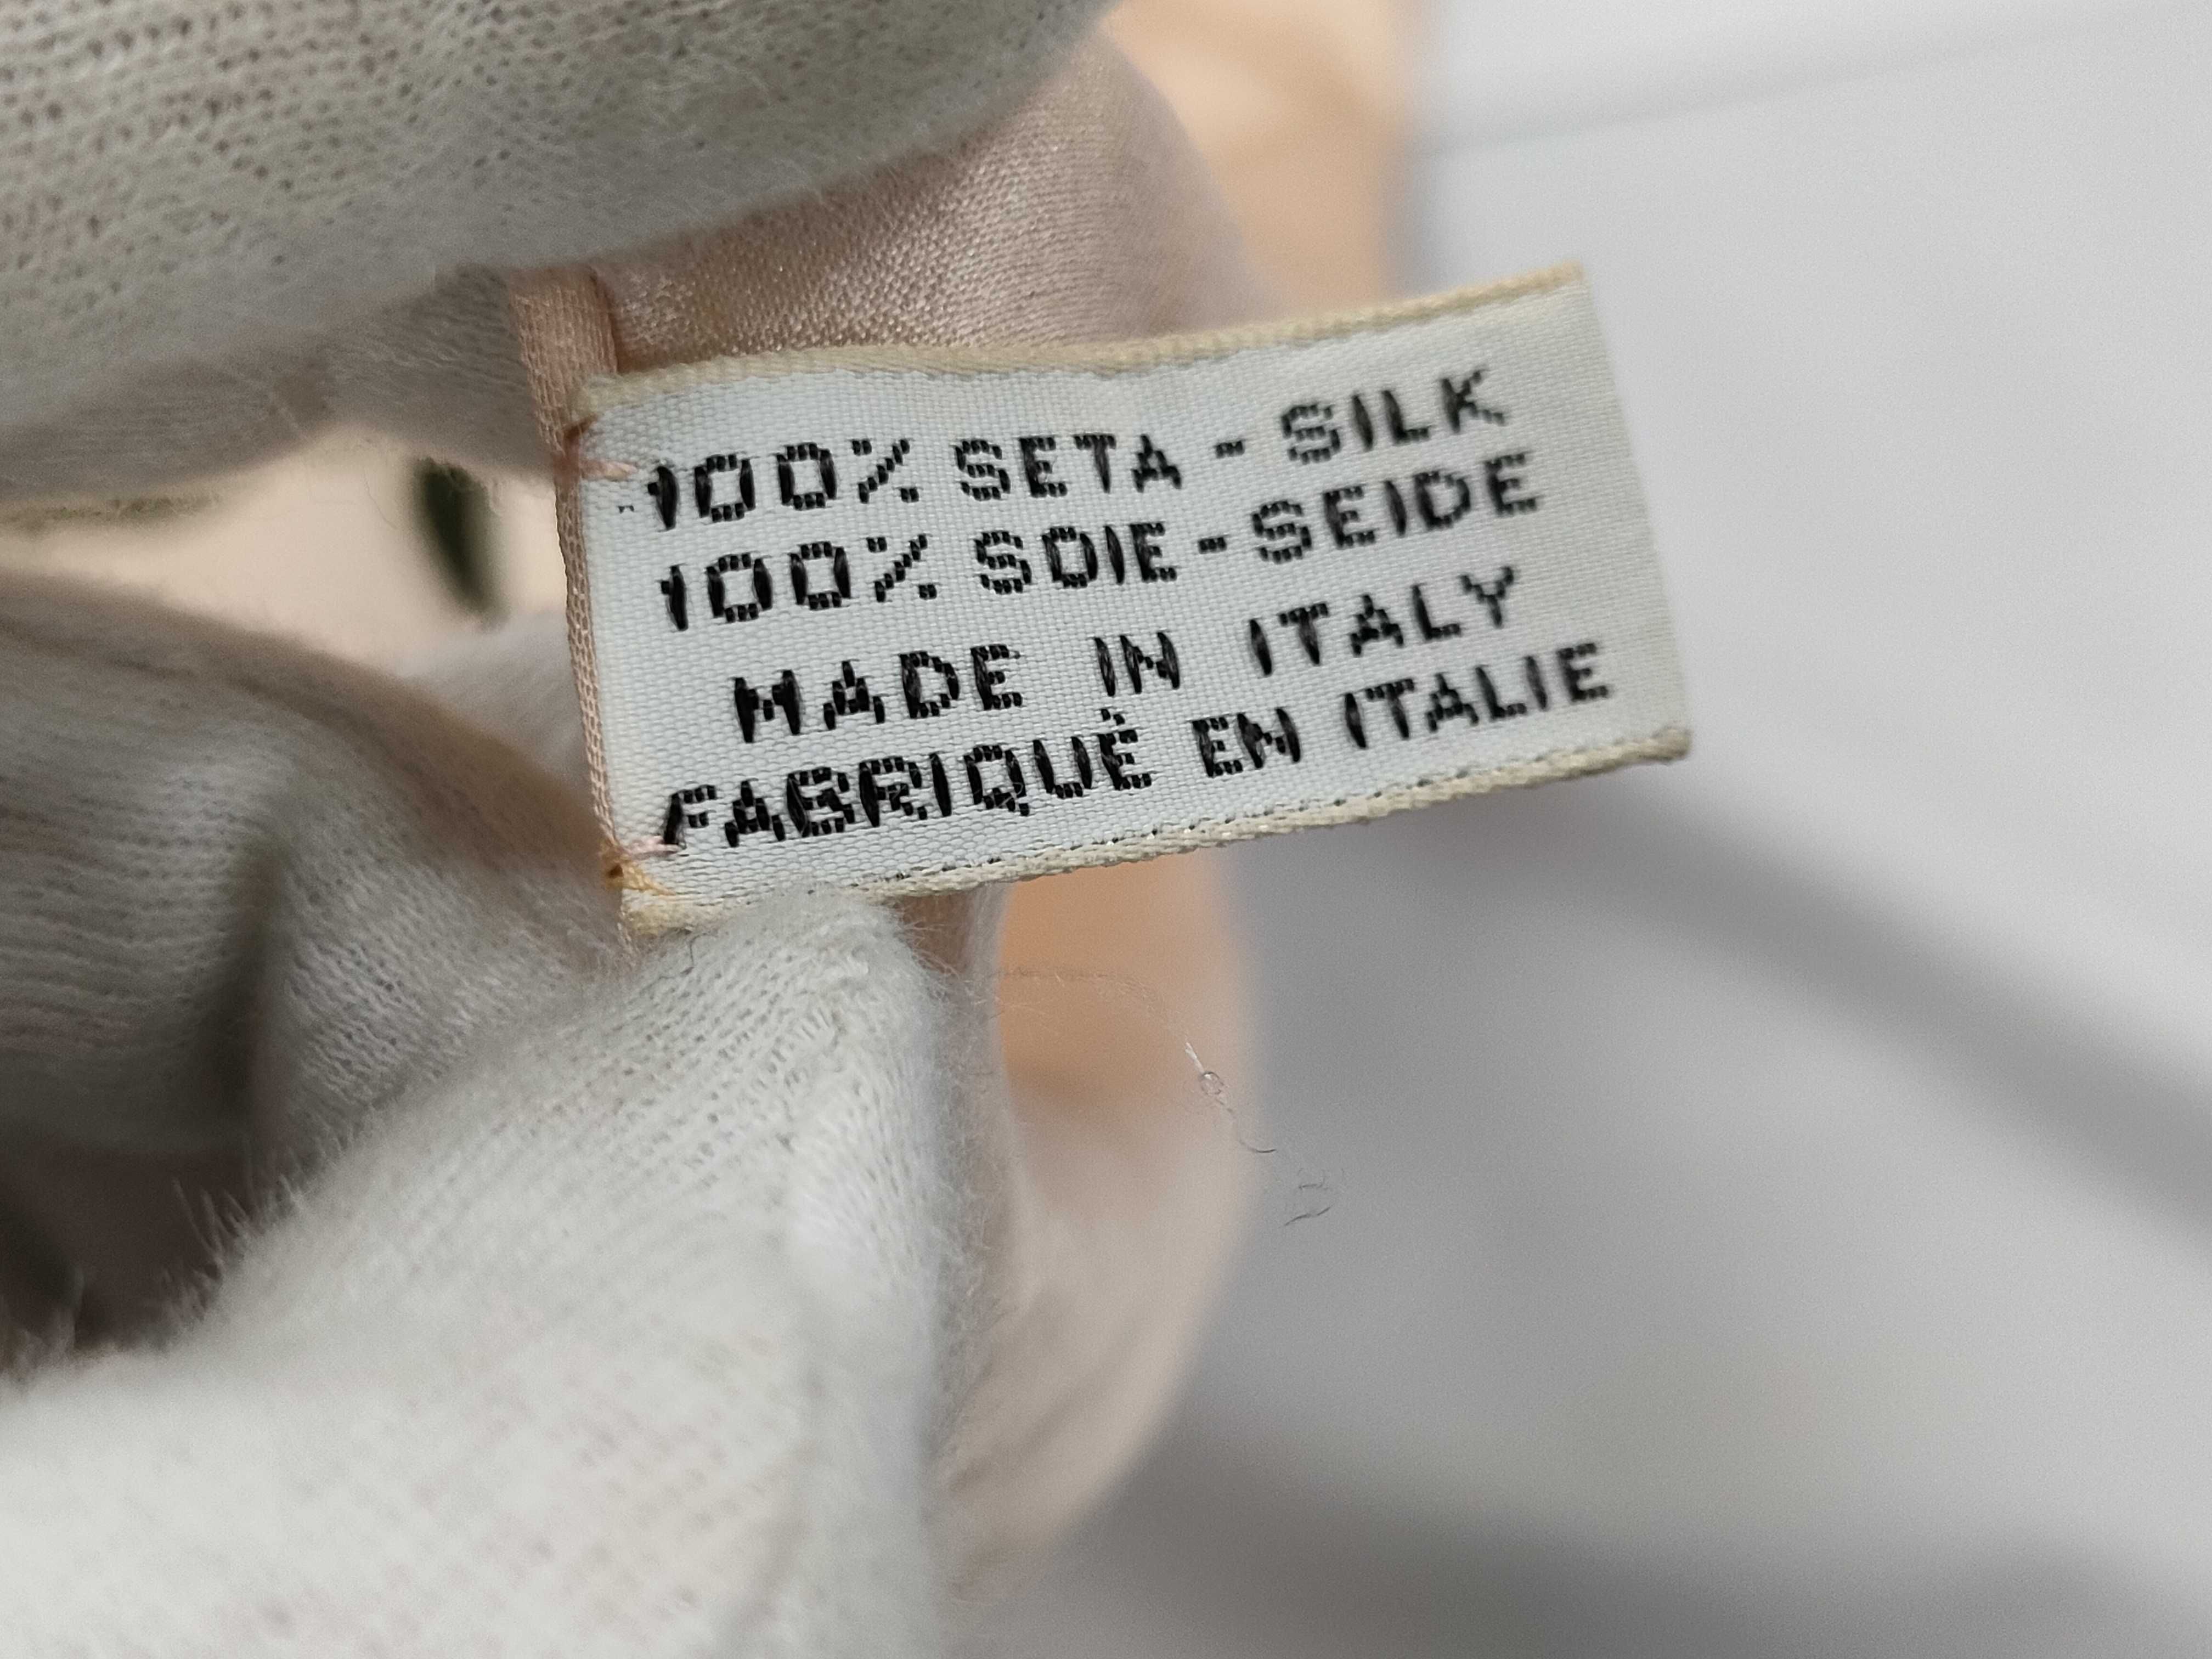 100% SETA - SILK
100% SOIE - SEIDE
MADE IN ITALY
FABRIQUÉ EN ITALIE